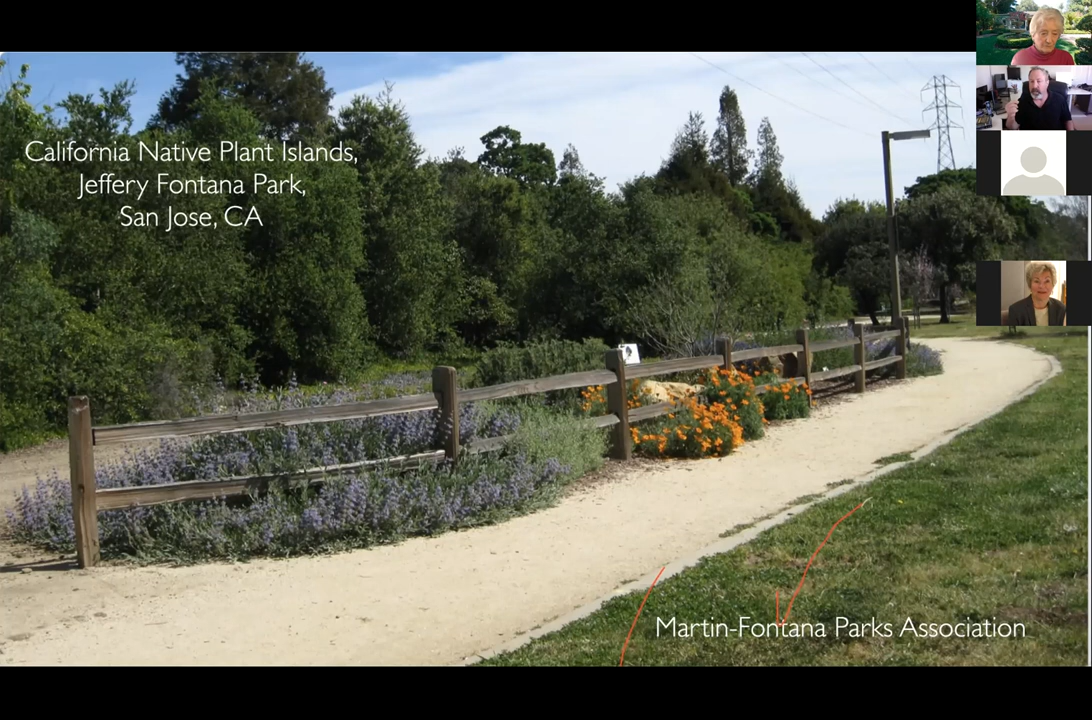 California Native Plant Islands,
Jeffery Fontana Park,
San Jose, CA
Martin-Fontana Parks Association